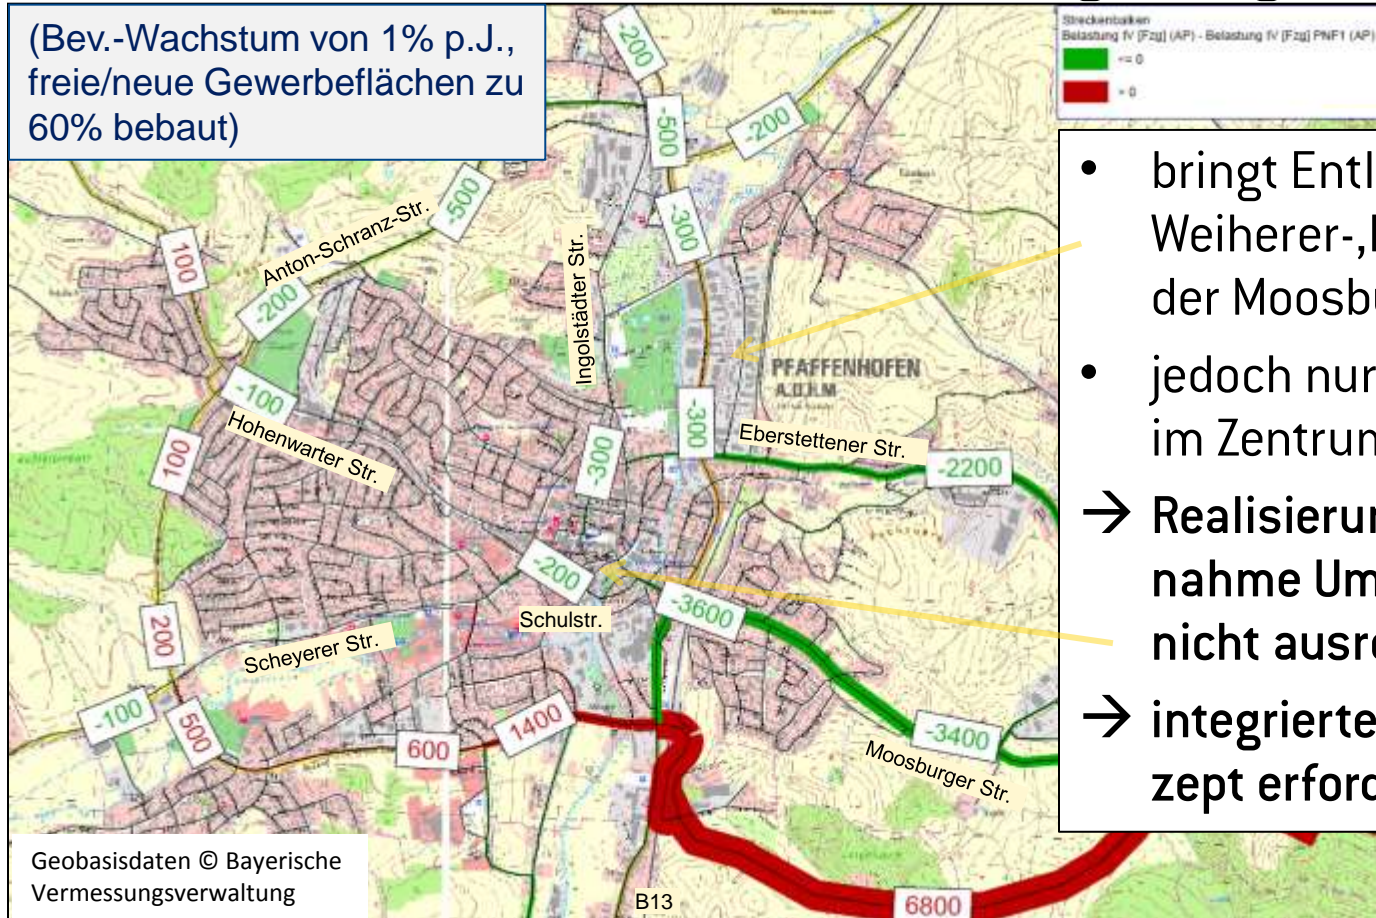 (Bev.-Wachstum von 1% p.J.,
freie/neue Gewerbeflächen zu
60% bebaut)
Streckenbalken
Belastung IV [Fzg] (AP) - Belastung IV [Fzg] PNF1 (AP)
<= 0
> 0
• bringt Entl
Weiherer-,
der Moosbu
• jedoch nur
im Zentrum
→ Realisierun
nahme Um
nicht ausre
→ integrierte
zept erford
-200
-500
-200
-300
-500
Anton-Schranz-Str.
-200
100
Ingolstädter Str.
PFAFFENHOFEN
A.D.ILM
-100
Hohenwarter Str.
100
-300
-300
Eberstettener Str.
-2200
-200
Schulstr.
-3600
200
Scheyerer Str.
-100
500
600
1400
-3400
Moosburger Str.
6800
B13
Geobasisdaten © Bayerische
Vermessungsverwaltung